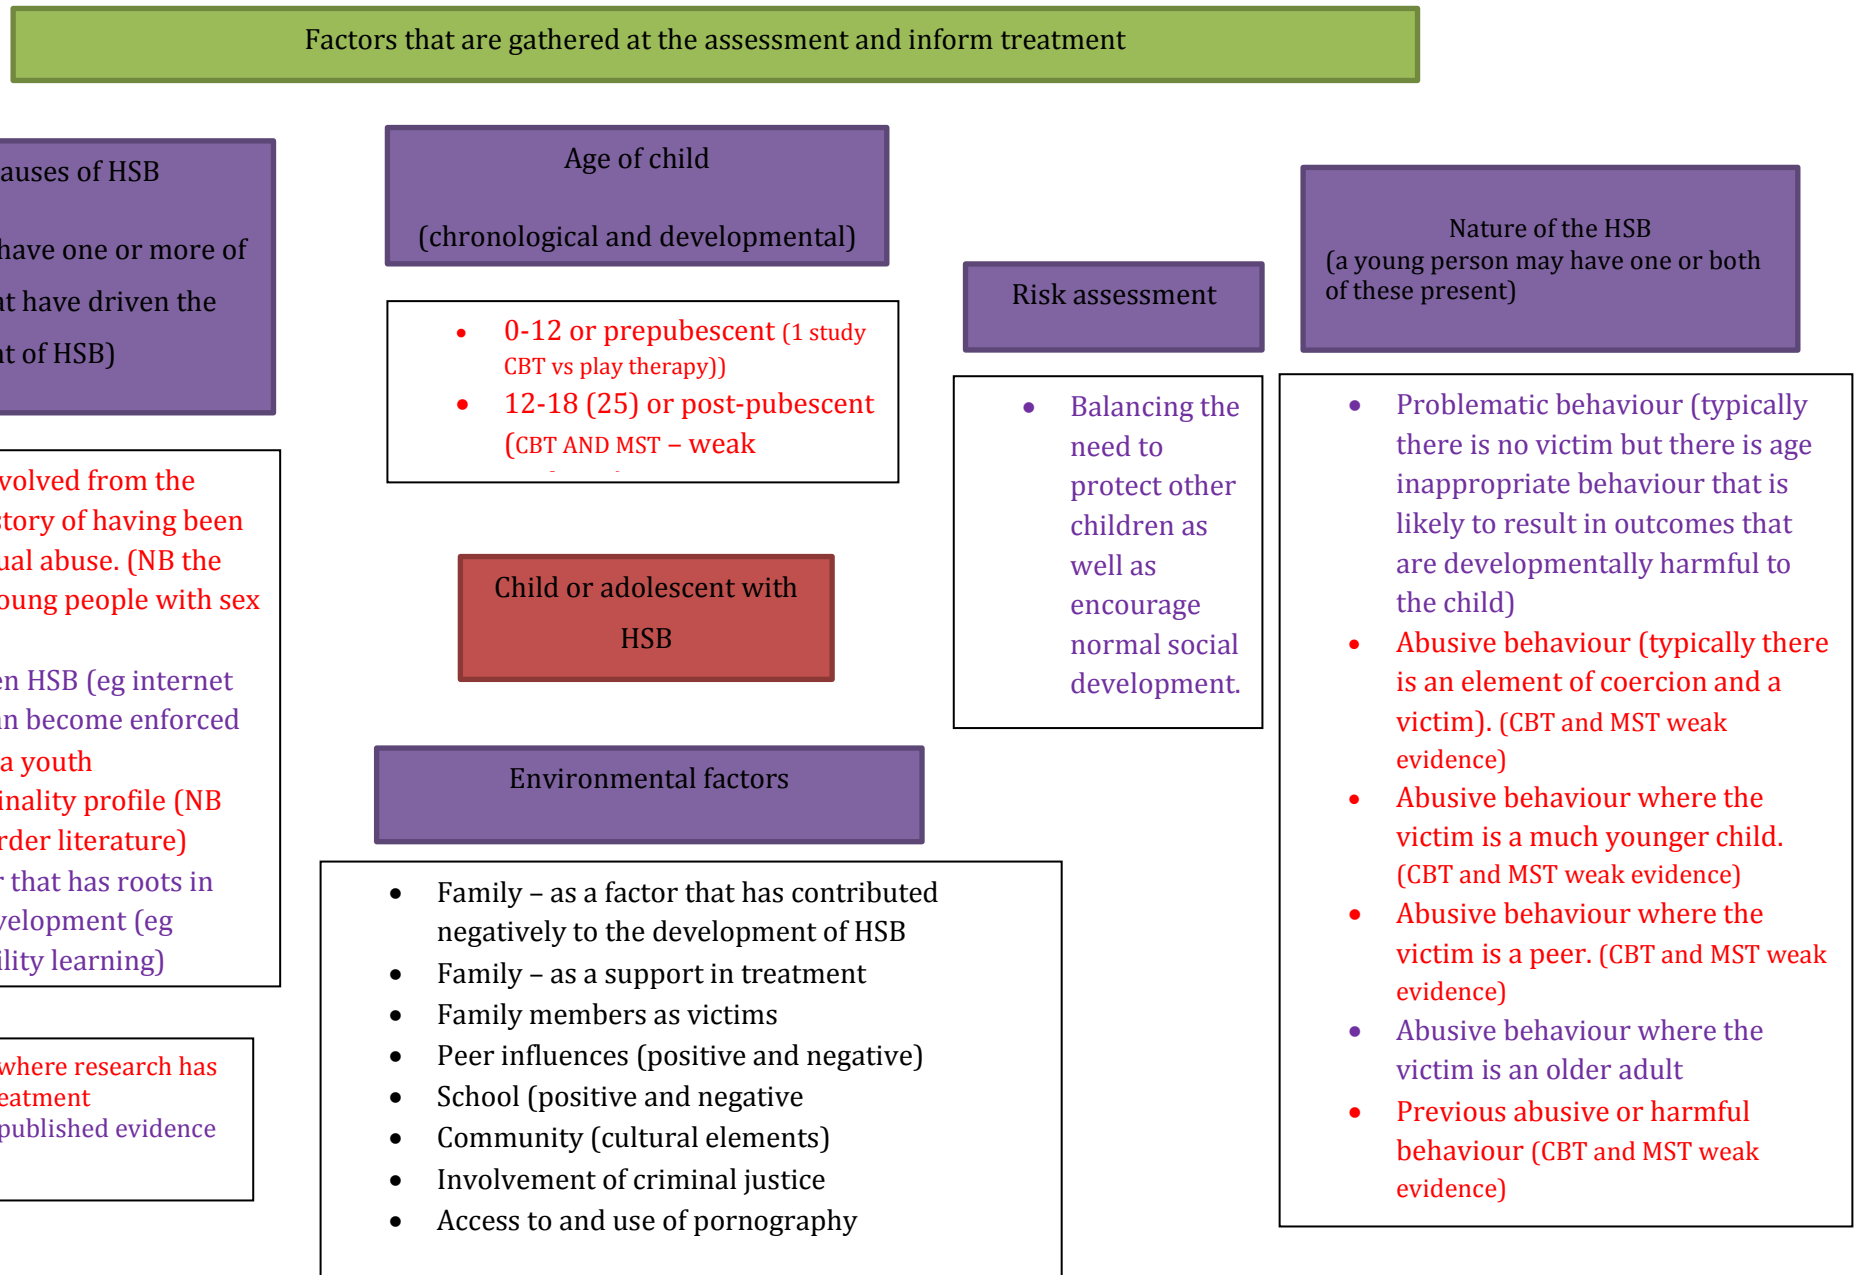 Factors that are gathered at the assessment and inform treatment
auses of HSB
have one or more of
at have driven the
nt of HSB)
volved from the
story of having been
ual abuse. (NB the
oung people with sex
en HSB (eg internet
an become enforced
a youth
inality profile (NB
rder literature)
r that has roots in
velopment (eg
ility learning)
where research has
eatment
published evidence
Age of child
(chronological and developmental)
• 0-12 or prepubescent (1 study
CBT vs play therapy))
• 12-18 (25) or post-pubescent
(CBT AND MST – weak
Child or adolescent with
HSB
Environmental factors
• Family – as a factor that has contributed
negatively to the development of HSB
• Family – as a support in treatment
• Family members as victims
• Peer influences (positive and negative)
• School (positive and negative
• Community (cultural elements)
• Involvement of criminal justice
• Access to and use of pornography
Risk assessment
• Balancing the
need to
protect other
children as
well as
encourage
normal social
development.
Nature of the HSB
(a young person may have one or both
of these present)
• Problematic behaviour (typically
there is no victim but there is age
inappropriate behaviour that is
likely to result in outcomes that
are developmentally harmful to
the child)
• Abusive behaviour (typically there
is an element of coercion and a
victim). (CBT and MST weak
evidence)
• Abusive behaviour where the
victim is a much younger child.
(CBT and MST weak evidence)
• Abusive behaviour where the
victim is a peer. (CBT and MST weak
evidence)
• Abusive behaviour where the
victim is an older adult
• Previous abusive or harmful
behaviour (CBT and MST weak
evidence)